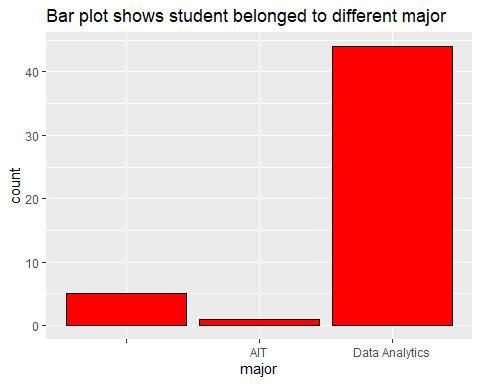 Bar plot shows student belonged to different major
count
40
30
20
10
0
AIT
Data Analytics
major